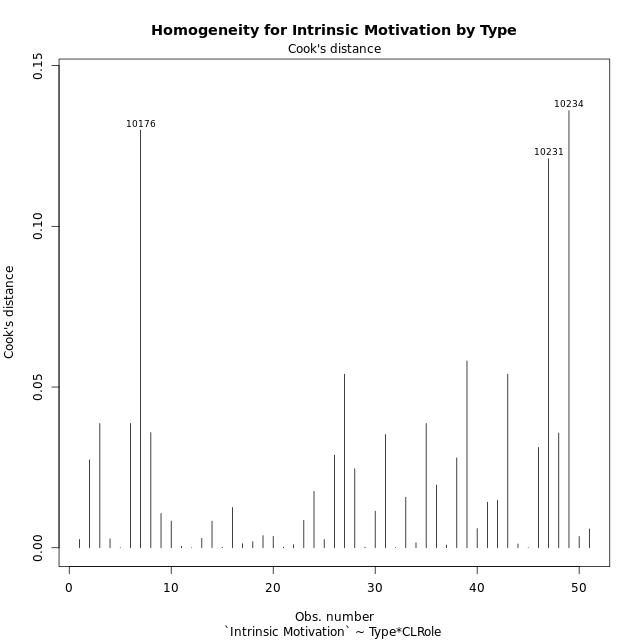 Homogeneity for Intrinsic Motivation by Type
Cook's distance
0.15
0.10
0.05
0.00
Cook's distance
10176
10231
10234
0
10
20
30
40
50
Obs. number
`Intrinsic Motivation` ~ Type*CLRole